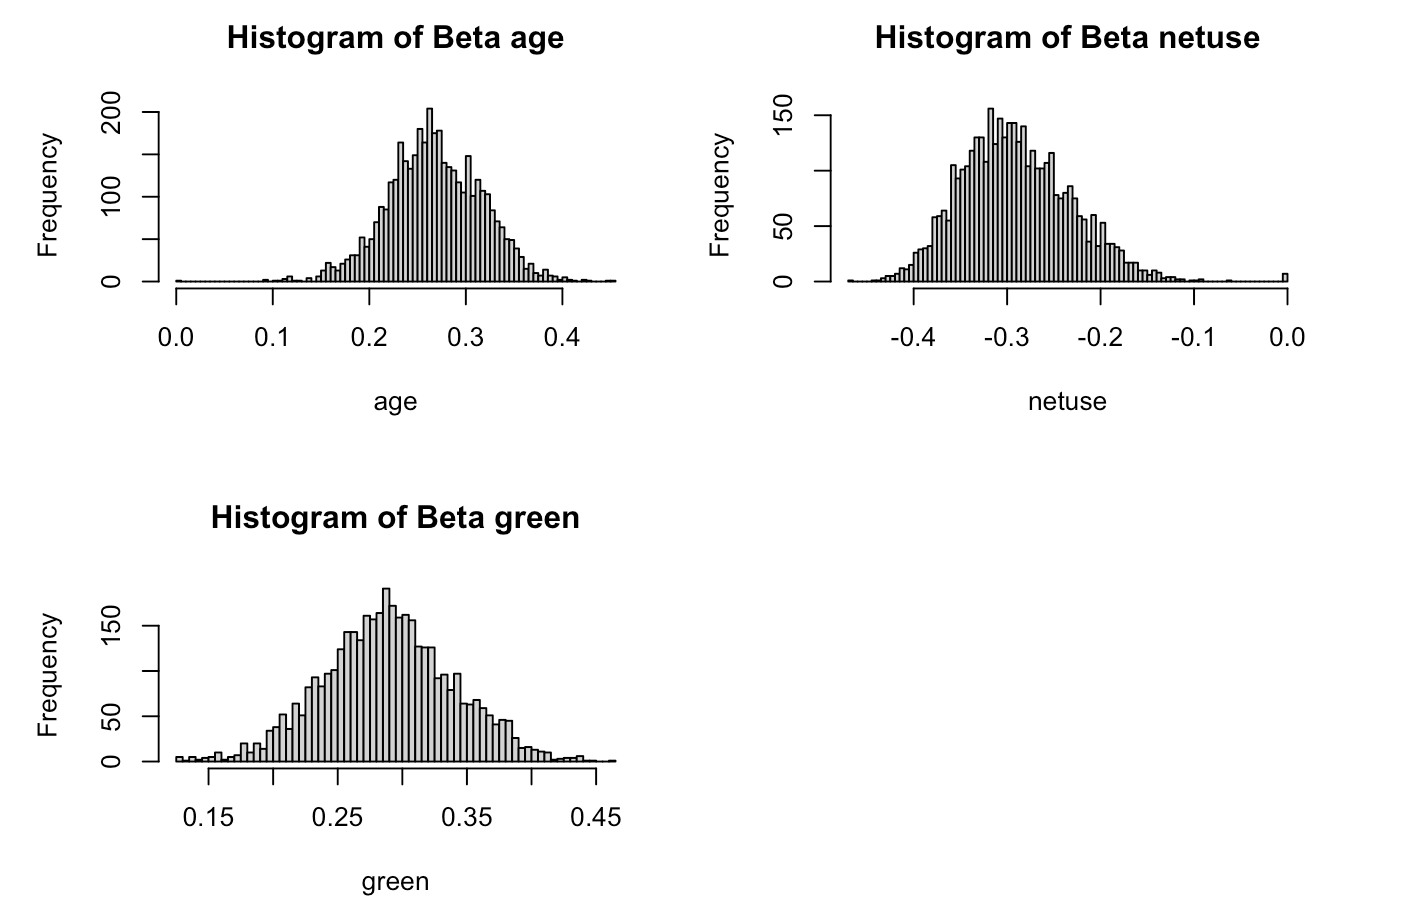 Histogram of Beta age
Frequency
0 100 200
0.0 0.1 0.2 0.3 0.4
age
Histogram of Beta netuse
Frequency
0 50 150
-0.4 -0.3 -0.2 -0.1 0.0
netuse
Histogram of Beta green
Frequency
0 50 150
0.15 0.25 0.35 0.45
green